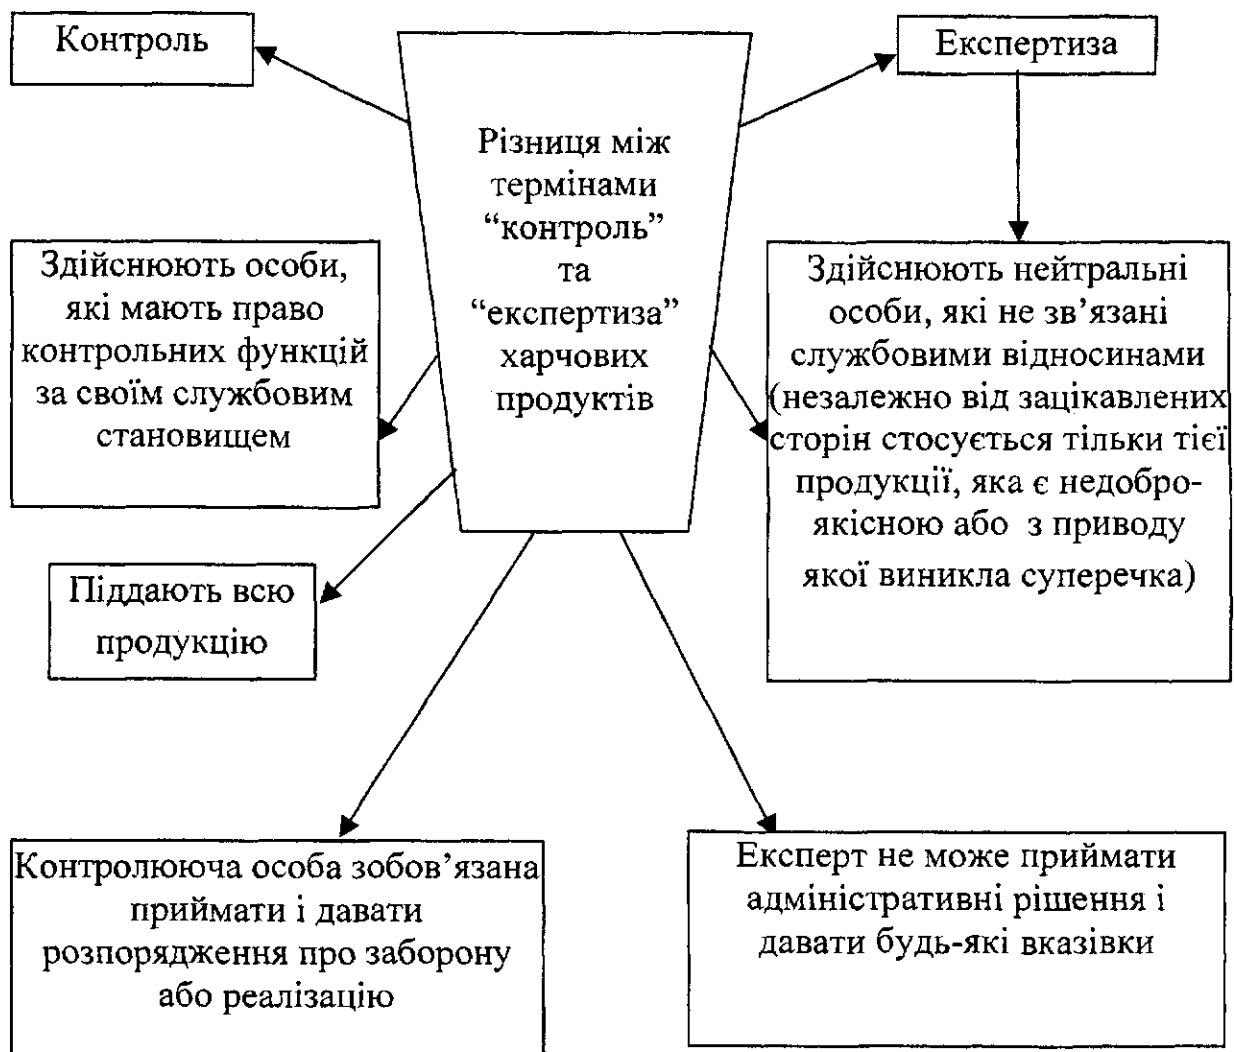 Контроль
Експертиза
Різниця між
термінами
“контроль”
та
“експертиза”
харчових
продуктів
Здійснюють особи,
які мають право
контрольних функцій
за своїм службовим
становищем
Здійснюють нейтральні
особи, які не зв’язані
службовими відносинами
(незалежно від зацікавлених
сторін стосується тільки тієї
продукції, яка є недобро-
якісною або з приводу
якої виникла суперечка)
Піддають всю
продукцію
Контролююча особа зобов’язана
приймати і давати
розпорядження про заборону
або реалізацію
Експерт не може приймати
адміністративні рішення і
давати будь-які вказівки